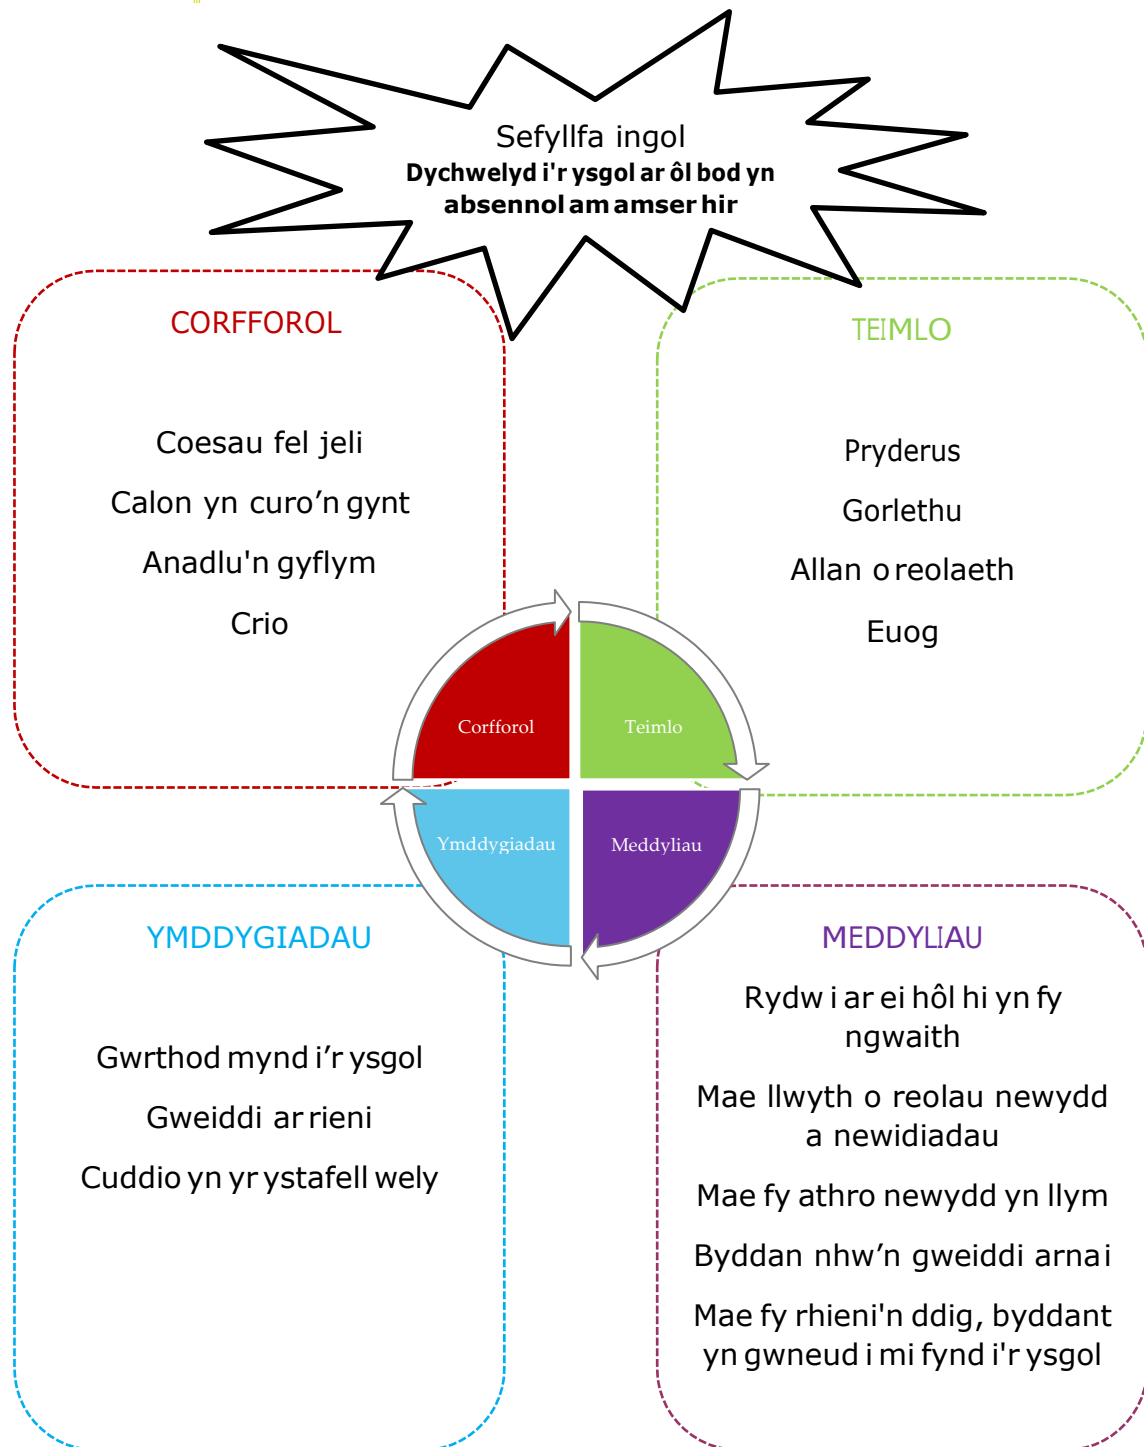 Sefyllfa ingol
Dychwelyd i'r ysgol ar ôl bod yn
absennol am amser hir
CORFFOROL
Coesau fel jeli
Calon yn curo’n gynt
Anadlu'n gyflym
Crio
TEIMLO
Pryderus
Gorlethu
Allan o reolaeth
Euog
Corfforol
Teimlo
Ymddygiadau
Meddyliau
YMDDYGIADAU
Gwrthod mynd i’r ysgol
Gweiddi ar rieni
Cuddio yn yr ystafell wely
MEDDYLIAU
Rydw i ar ei hôl hi yn fy
ngwaith
Mae llwyth o reolau newydd
a newidiadau
Mae fy athro newydd yn llym
Byddan nhw’n gweiddi arnai
Mae fy rhieni'n ddig, byddant
yn gwneud i mi fynd i'r ysgol